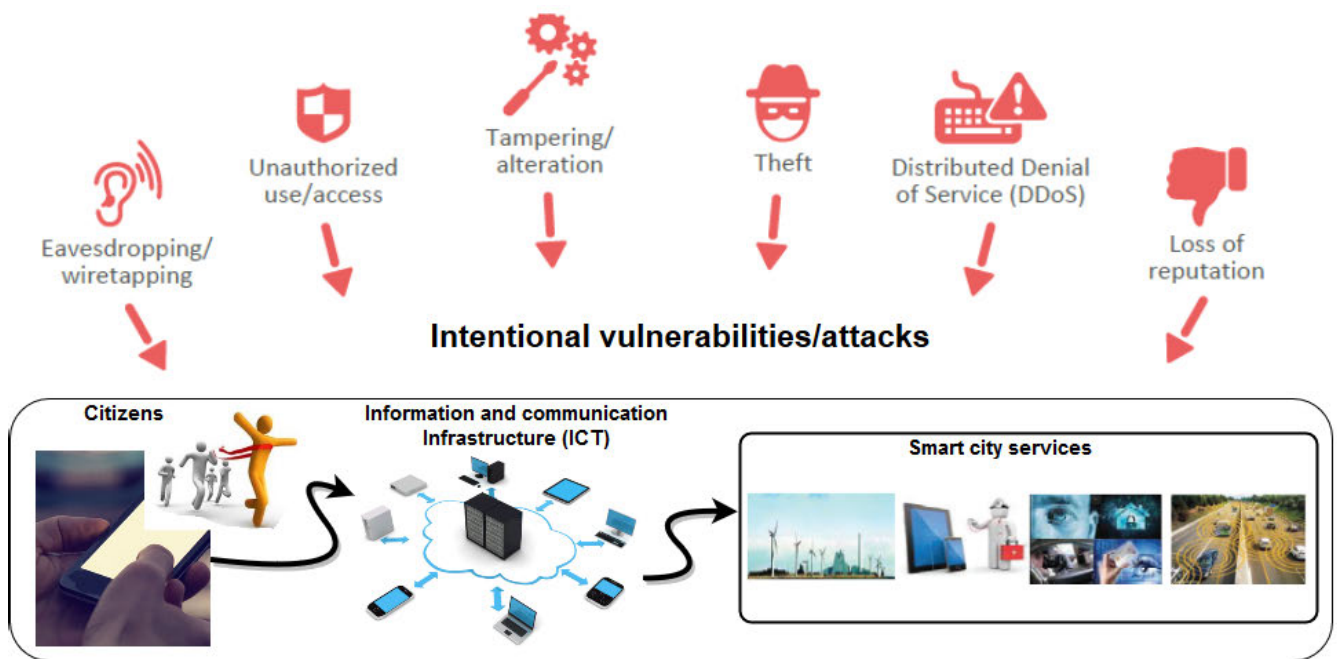 Eavesdropping/
wiretapping
Unauthorized
use/access
Tampering/
alteration
Theft
Distributed Denial
of Service (DDoS)
Loss of
reputation
Intentional vulnerabilities/attacks
Citizens
Information and communication
Infrastructure (ICT)
Smart city services